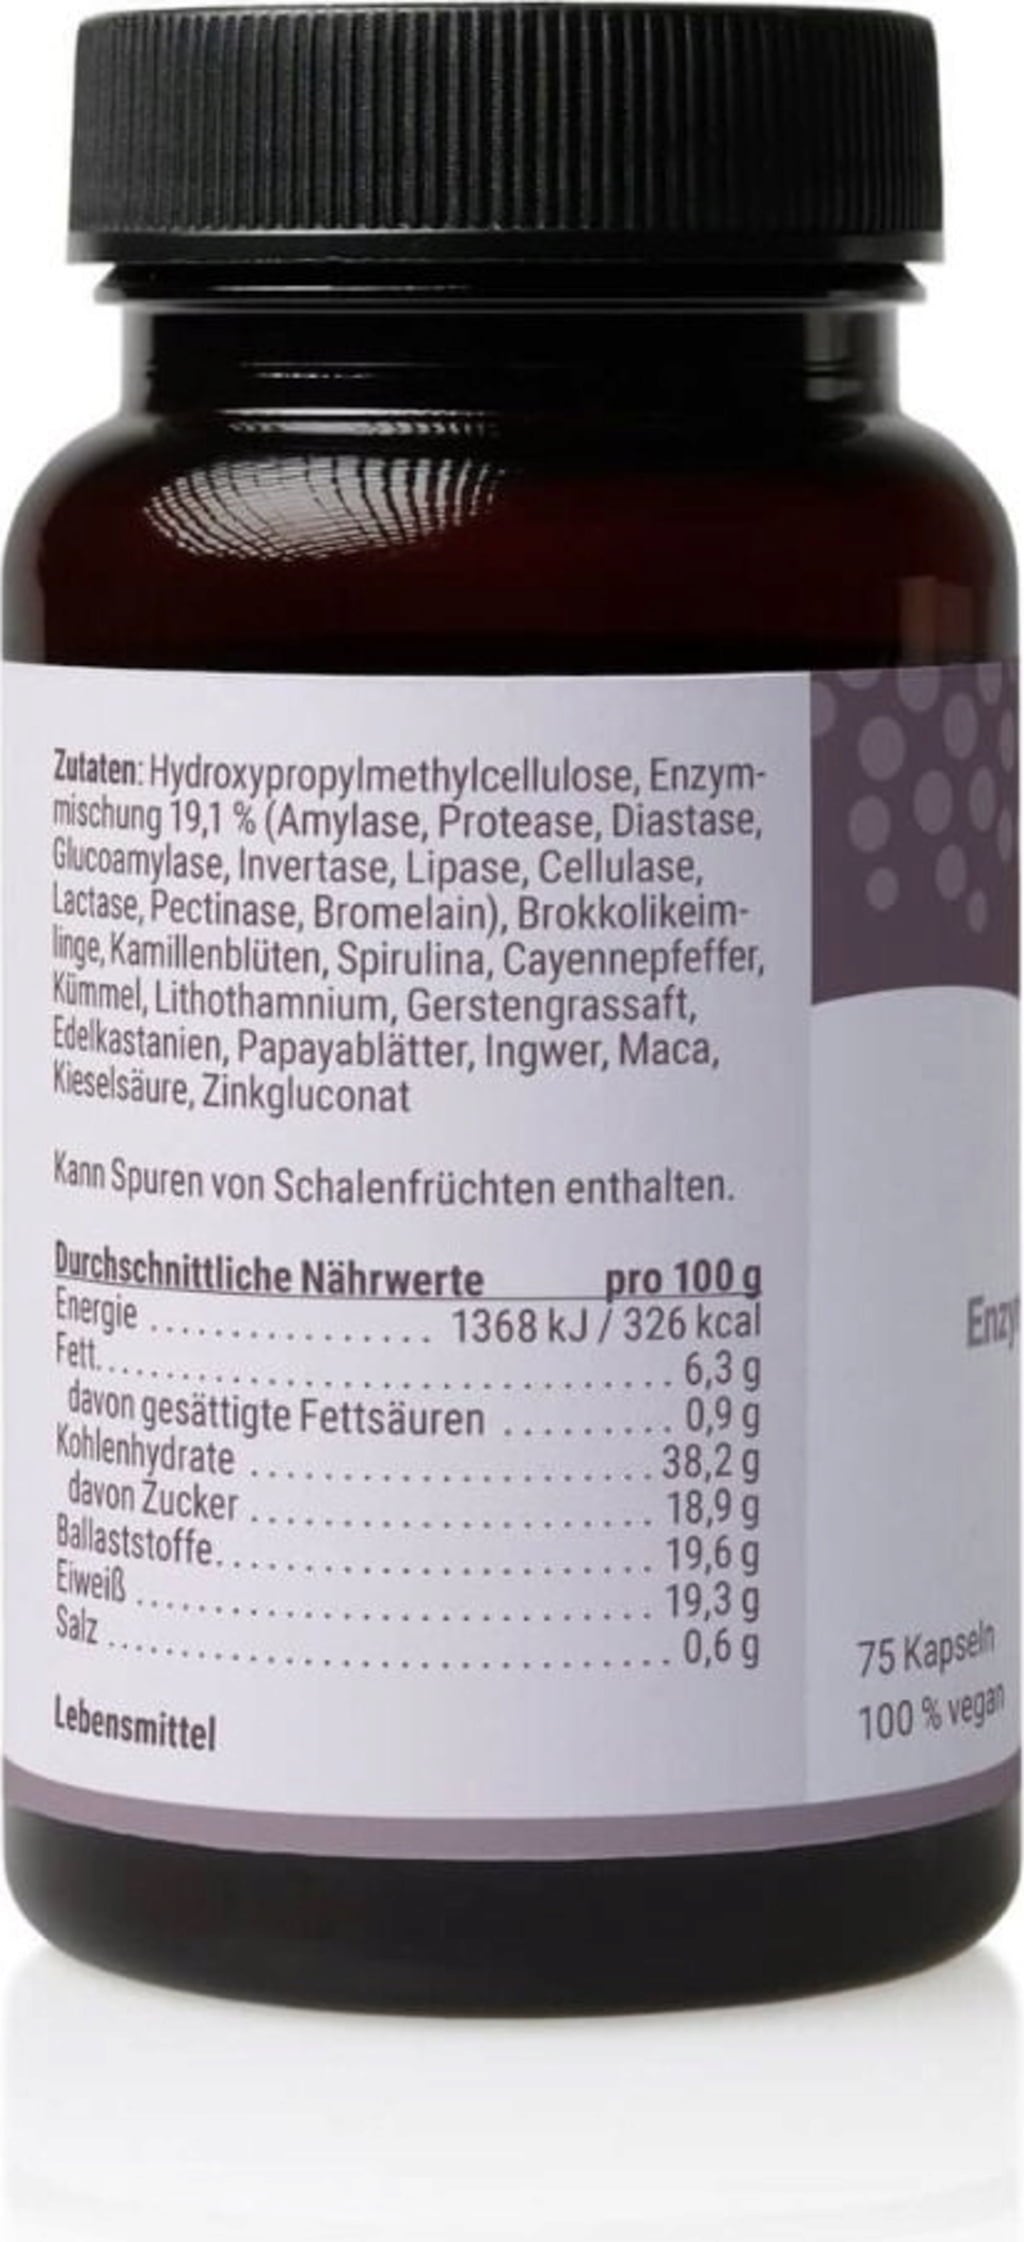 Zutaten: Hydroxypropylmethylcellulose, Enzym-
mischung 19,1 % (Amylase, Protease, Diastase,
Glucoamylase, Invertase, Lipase, Cellulase,
Lactase, Pectinase, Bromelain), Brokkolikeim-
linge, Kamillenblüten, Spirulina, Cayennepfeffer,
Kümmel, Lithothamnium, Gerstengrassaft,
Edelkastanien, Papayablätter, Ingwer, Maca,
Kieselsäure, Zinkgluconat
Kann Spuren von Schalenfrüchten enthalten.
Durchschnittliche Nährwerte pro 100 g
Energie ................ 1368 kJ / 326 kcal
Fett................................ 6,3 g
davon gesättigte Fettsäuren ......... 0,9 g
Kohlenhydrate ...................... 38,2 g
davon Zucker ...................... 18,9 g
Ballaststoffe........................ 19,6 g
Eiweiß ............................ 19,3 g
Salz .............................. 0,6 g
Lebensmittel
75 Kapseln
100 % vegan